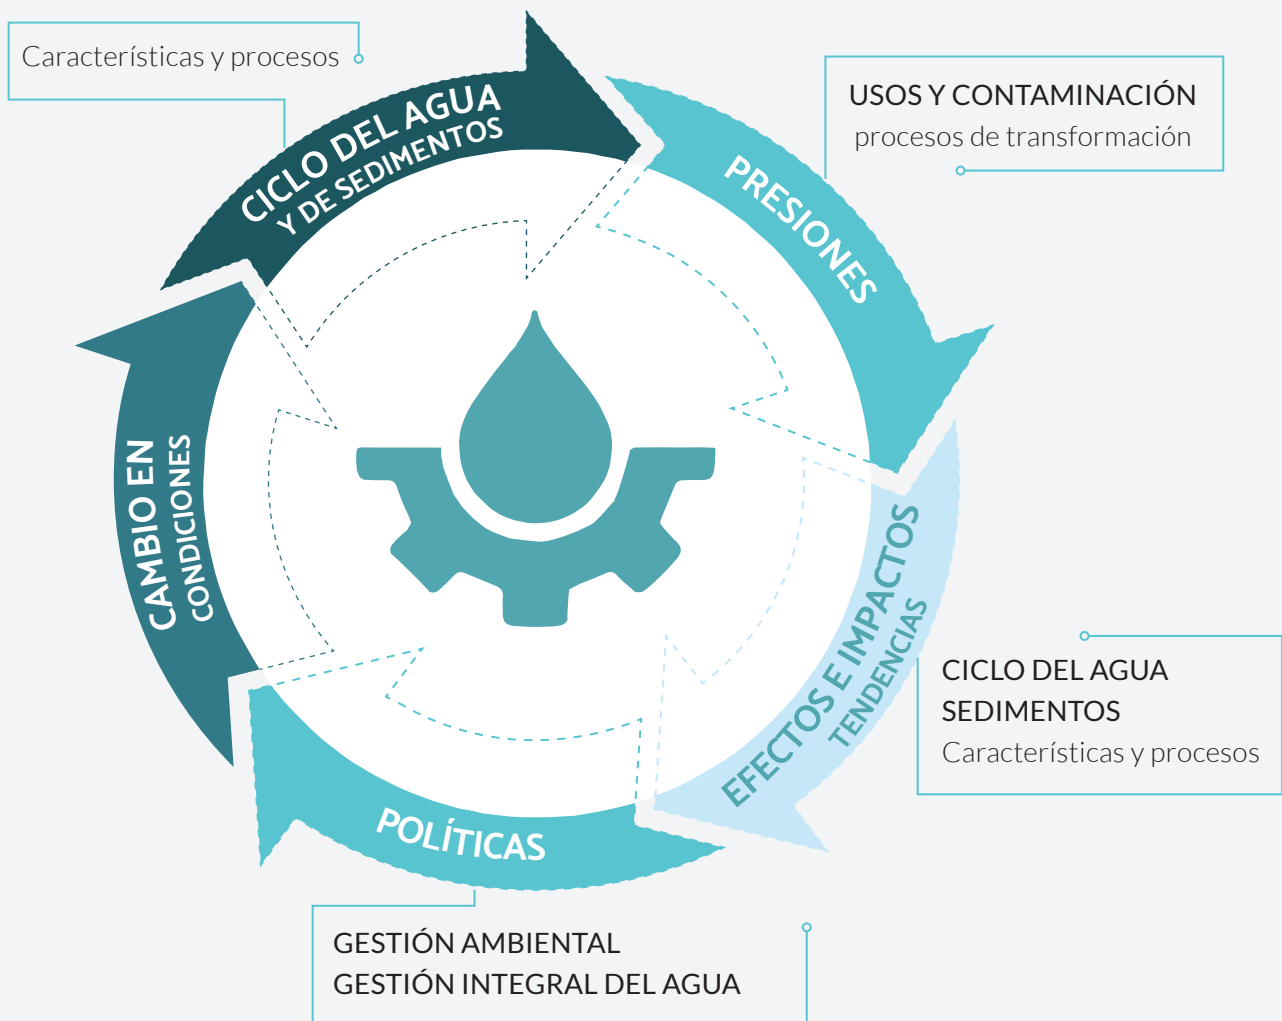 Características y procesos
CICLO DEL AGUA
Y DE SEDIMENTOS
USOS Y CONTAMINACIÓN
procesos de transformación
PRESIONES
EFECTOS E IMPACTOS
TENDENCIAS
CICLO DEL AGUA
SEDIMENTOS
Características y procesos
POLÍTICAS
GESTIÓN AMBIENTAL
GESTIÓN INTEGRAL DEL AGUA
CAMBIO EN
CONDICIONES